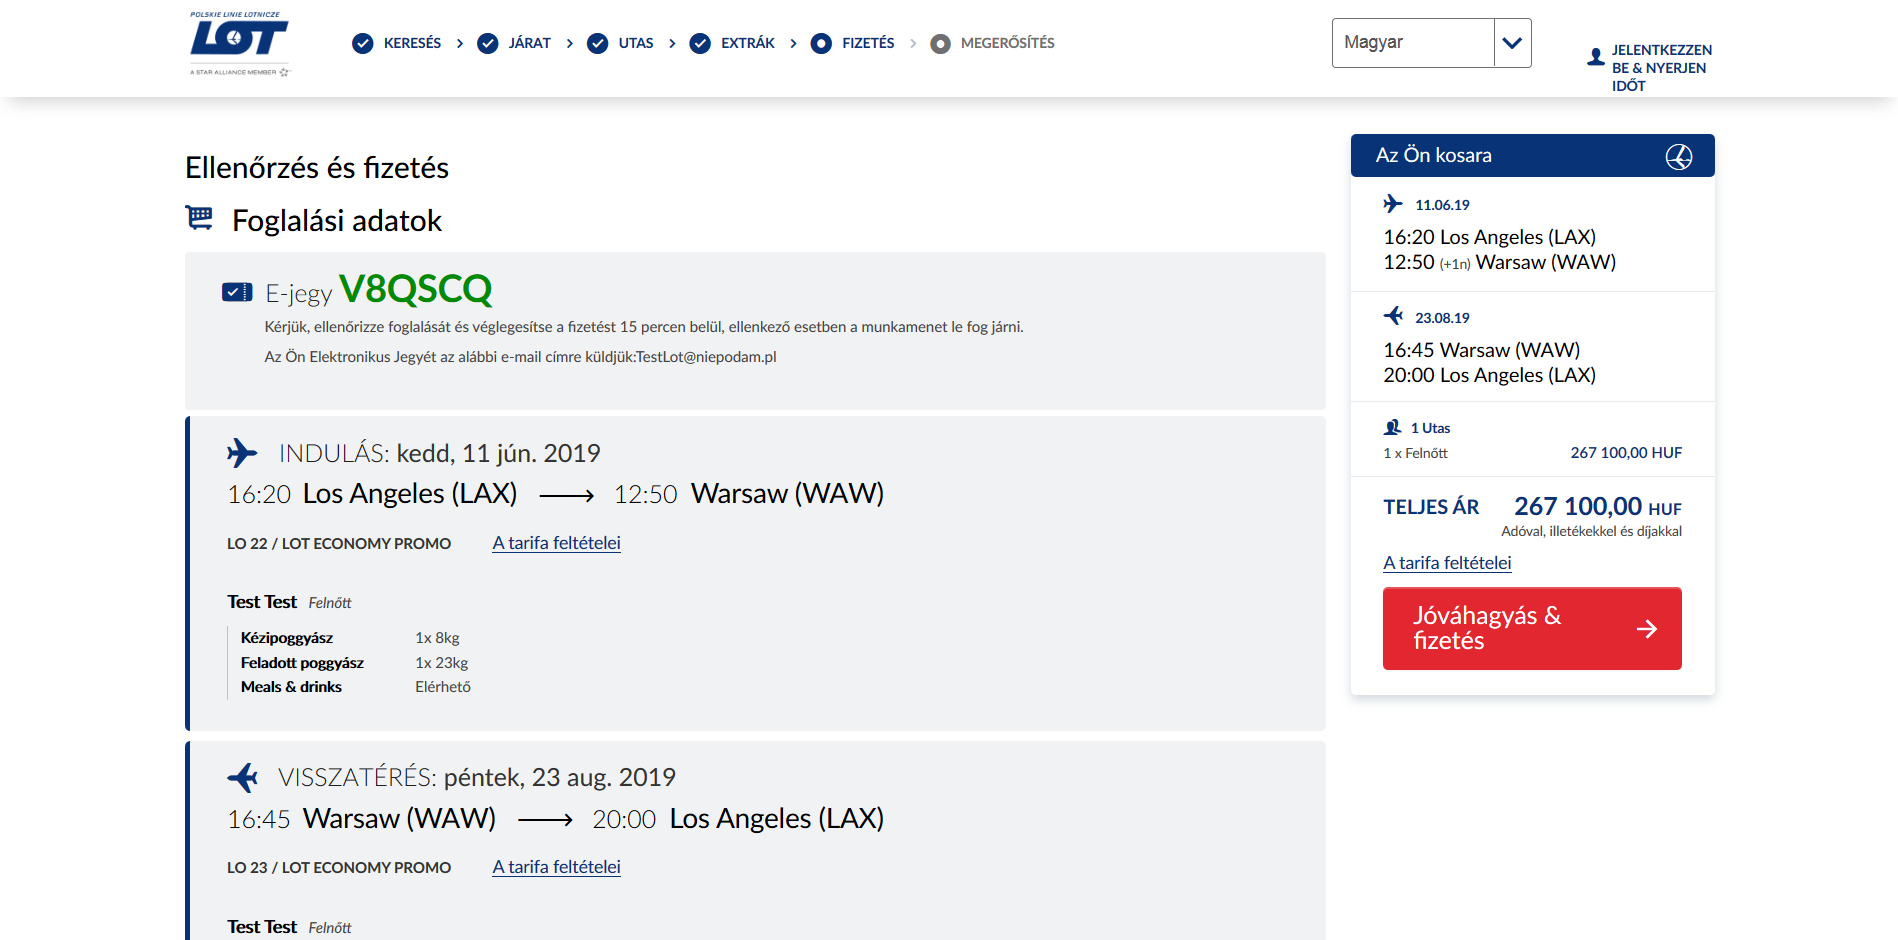 POLSKIE LINIE LOTNICZE
LOT
A STAR ALLIANCE MEMBER
KERESÉS
JÁRAT
UTAS
EXTRÁK
FIZETÉS
MEGERŐSÍTÉS
Magyar
JELENTKEZZEN
BE & NYERJEN
IDŐT
Ellenőrzés és fizetés
Foglalási adatok
E-jegy V8QSCQ
Kérjük, ellenőrizze foglalását és véglegesítse a fizetést 15 percen belül, ellenkező esetben a munkamenet le fog járni.
Az Ön Elektronikus Jegyét az alábbi e-mail címre küldjük:TestLot@niepodam.pl
INDULÁS: kedd, 11 jún. 2019
16:20 Los Angeles (LAX) 12:50 Warsaw (WAW)
LO 22 / LOT ECONOMY PROMO A tarifa feltételei
Test Test Felnőtt
Kézipoggyász 1x 8kg
Feladott poggyász 1x 23kg
Meals & drinks Elérhető
VISSZATÉRÉS: péntek, 23 aug. 2019
16:45 Warsaw (WAW) 20:00 Los Angeles (LAX)
LO 23 / LOT ECONOMY PROMO A tarifa feltételei
Test Test Felnőtt
Az Ön kosara
11.06.19
16:20 Los Angeles (LAX)
12:50 (+1n) Warsaw (WAW)
23.08.19
16:45 Warsaw (WAW)
20:00 Los Angeles (LAX)
1 Utas
1 x Felnőtt 267 100,00 HUF
TELJES ÁR 267 100,00 HUF
Adóval, illetékekkel és díjakkal
A tarifa feltételei
Jóváhagyás &
fizetés